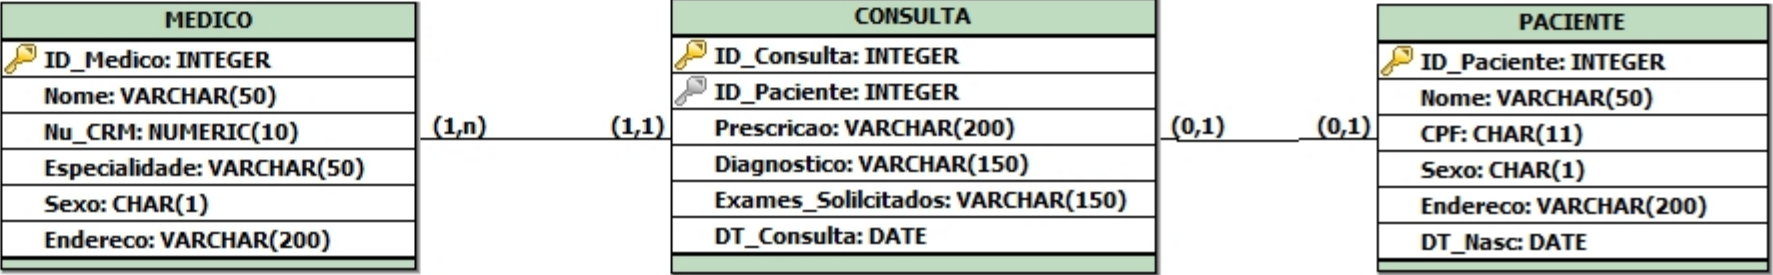 MEDICO
ID_Medico: INTEGER
Nome: VARCHAR(50)
Nu_CRM: NUMERIC(10)
Especialidade: VARCHAR(50)
Sexo: CHAR(1)
Endereco: VARCHAR(200)
(1,n)
(1,1)
CONSULTA
ID_Consulta: INTEGER
ID_Paciente: INTEGER
Prescricao: VARCHAR(200)
Diagnostico: VARCHAR(150)
Exames_Solilcitados: VARCHAR(150)
DT_Consulta: DATE
(0,1)
(0,1)
PACIENTE
ID_Paciente: INTEGER
Nome: VARCHAR(50)
CPF: CHAR(11)
Sexo: CHAR(1)
Endereco: VARCHAR(200)
DT_Nasc: DATE